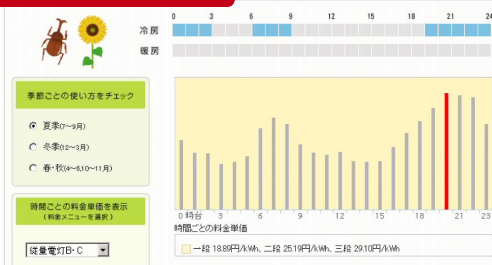 0 3 6 9 12 15 18 21 24
冷房
暖房
季節ごとの使い方をチェック
夏季(7～9月)
冬季(12～3月)
春・秋(4～6,10～11月)
時間ごとの料金単価を表示
(料金メニューを選択)
従量電灯B・C
0時台 3 6 9 12 15 18 21 23
時間ごとの料金単価
一段 18.89円/kWh、二段 25.19円/kWh、三段 29.10円/kWh